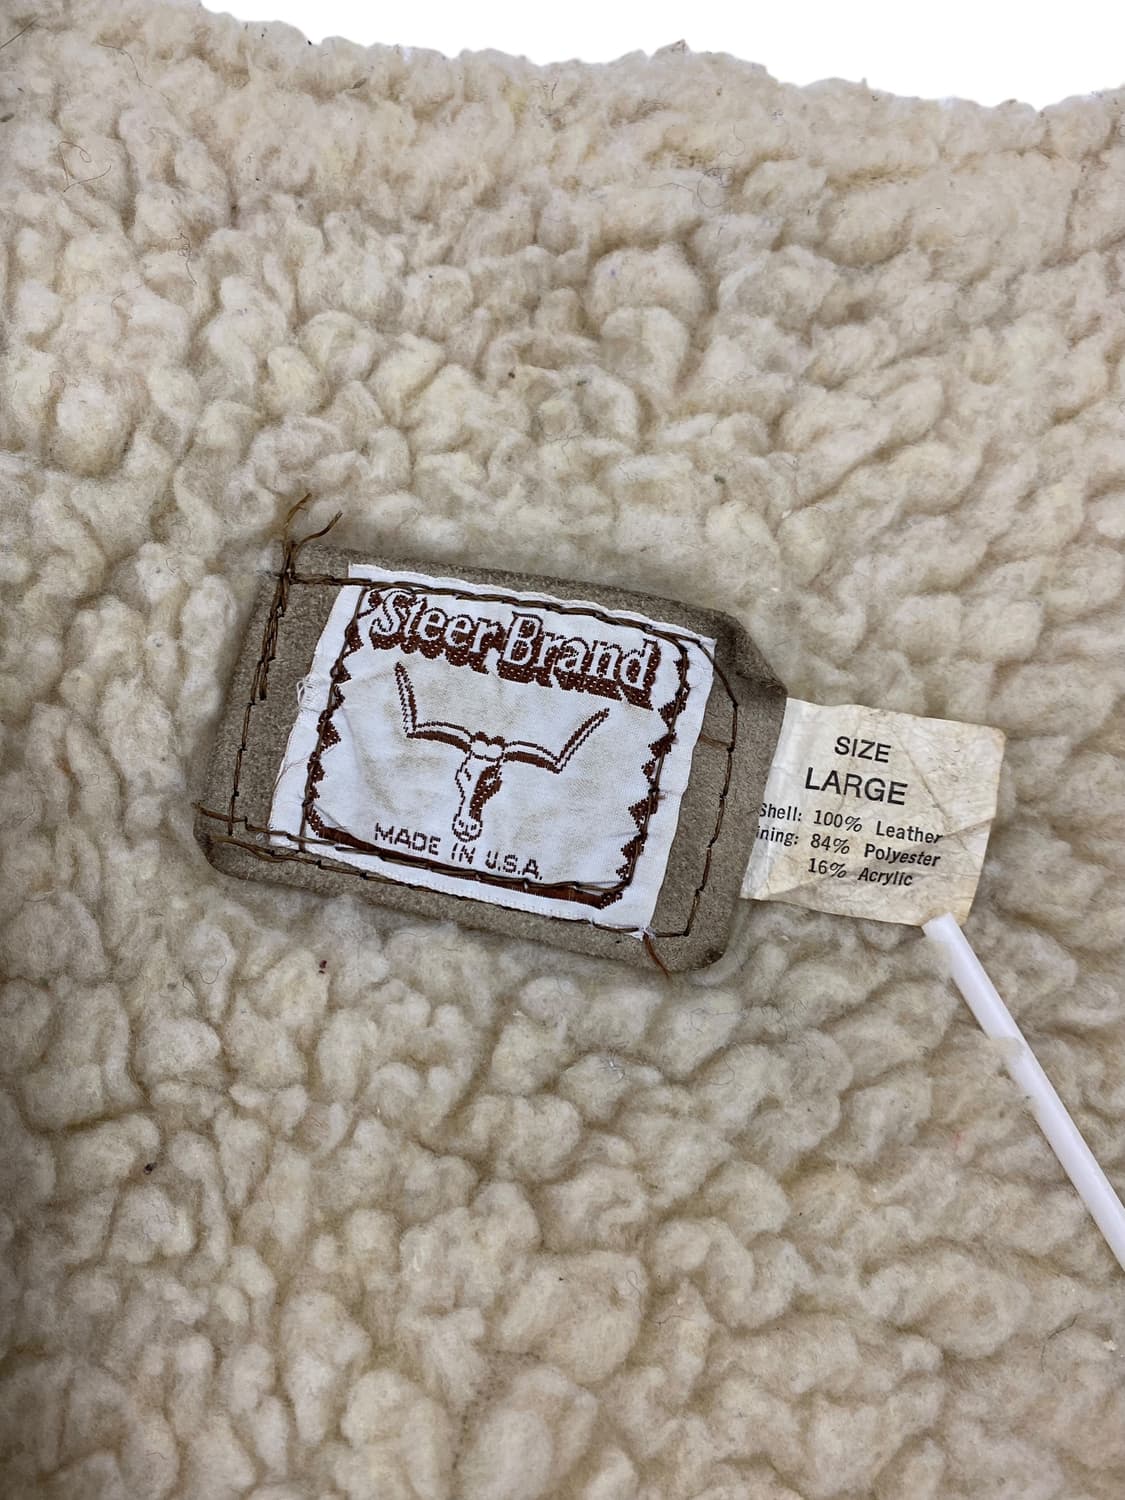 Steer Brand
MADE IN U.S.A.
SIZE
LARGE
Shell: 100% Leather
ining: 84% Polyester
16% Acrylic